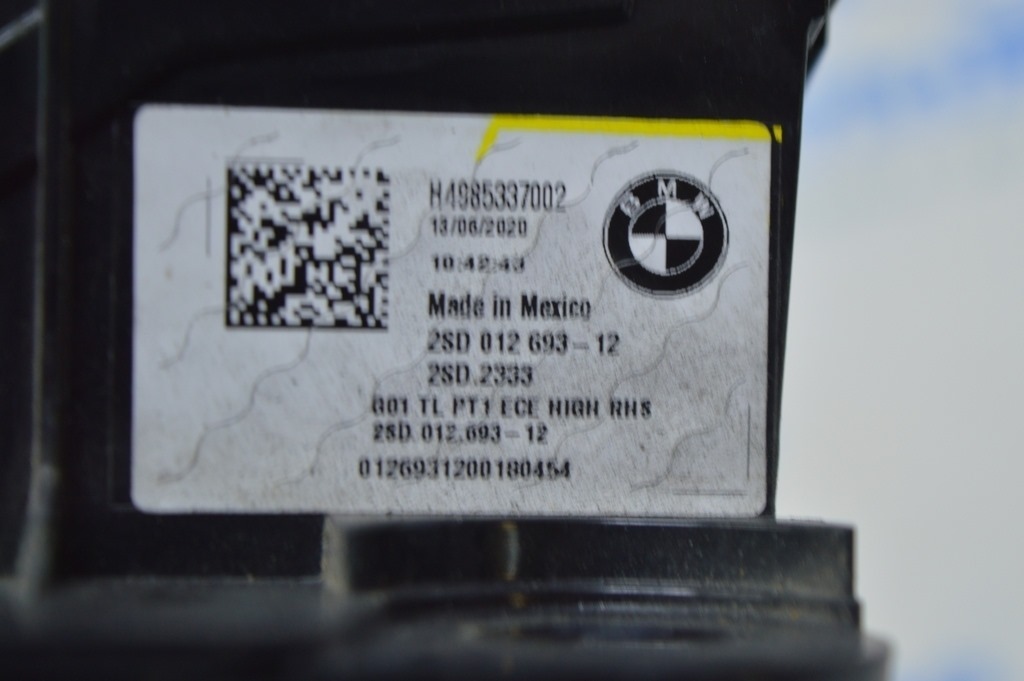 H4985337002
13/06/2020
10:42:43
BMW
Made in Mexico
2SD 012 693-12
2SD.2333
G01 TL PT1 ECE HIGH RHS
2SD.012.693-12
0126931200180454